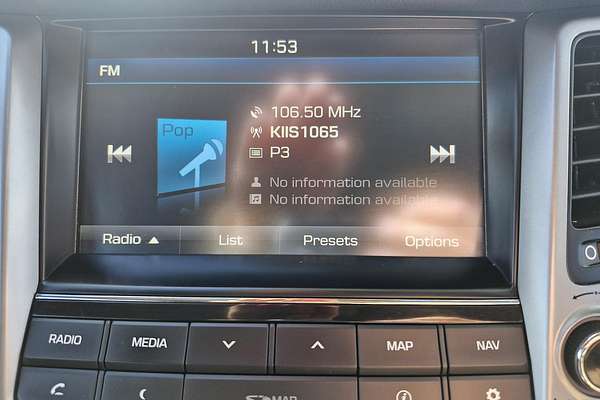 11:53
FM
106.50 MHz
Pop
KIIS1065
P3
No information available
No information available
Radio ▲ List Presets Options
RADIO MEDIA MAP NAV
MAP